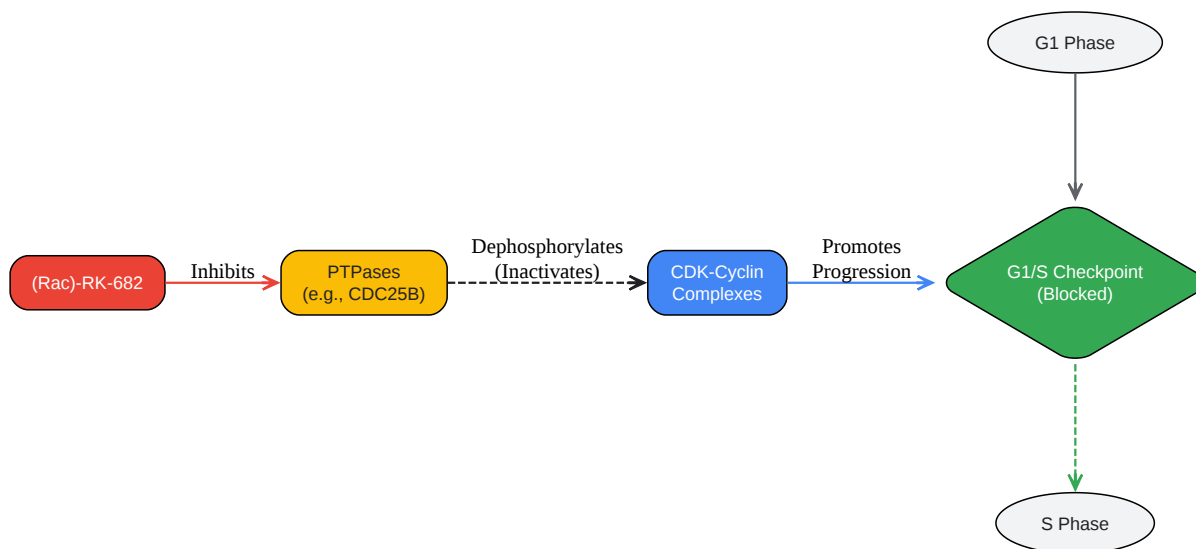 G1 Phase
(Rac)-RK-682
Inhibits
PTPases
(e.g., CDC25B)
Dephosphorylates
(Inactivates)
CDK-Cyclin
Complexes
Promotes
Progression
G1/S Checkpoint
(Blocked)
S Phase